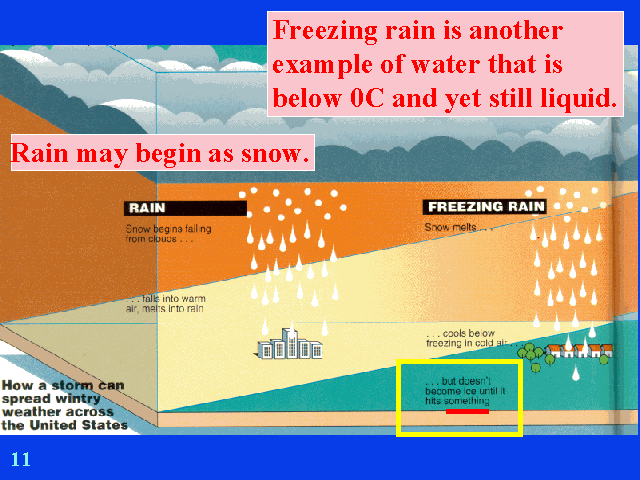 Freezing rain is another
example of water that is
below 0C and yet still liquid.
Rain may begin as snow.
RAIN
Snow begins falling
from clouds . . .
. . . falls into warm
air, melts into rain
FREEZING RAIN
Snow melts. . .
. . . cools below
freezing in cold air. . .
. . . but doesn't
become ice until it
hits something
How a storm can
spread wintry
weather across
the United States
11